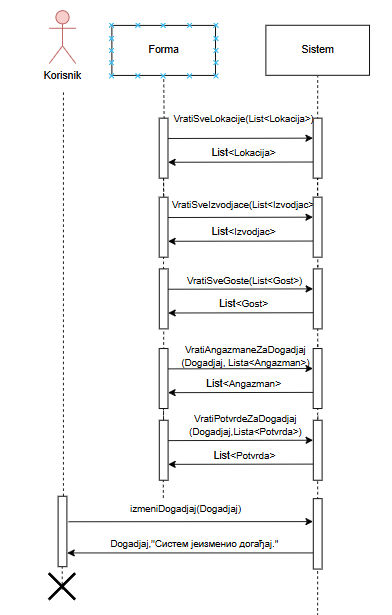 Forma
Sistem
Korisnik
VratiSveLokacije(List<Lokacija>)
List<Lokacija>
VratiSveIzvodjace(List<Izvodjac>
List<Izvodjac>
VratiSveGoste(List<Gost>)
List<Gost>
VratiAngazmaneZaDogadjaj
(Dogadjaj, Lista<Angazman>)
List<Angazman>
VratiPotvrdeZaDogadjaj
(Dogadjaj,Lista<Potvrda>)
List<Potvrda>
izmeniDogadjaj(Dogadjaj)
Dogadjaj,"Систем јеизменио догађај."